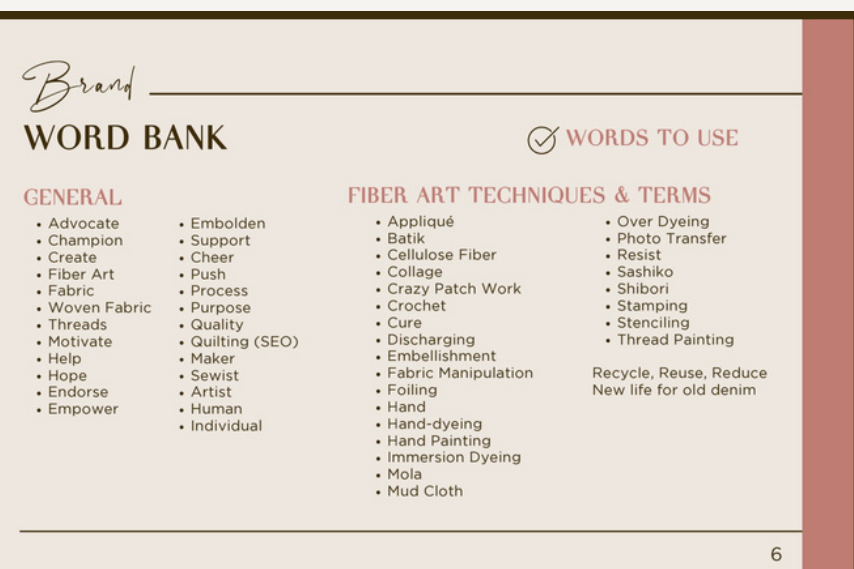 Brand
WORD BANK
WORDS TO USE
GENERAL
Advocate
Champion
Create
Fiber Art
Fabric
Woven Fabric
Threads
Motivate
Help
Hope
Endorse
Empower
Embolden
Support
Cheer
Push
Process
Purpose
Quality
Quilting (SEO)
Maker
Sewist
Artist
Human
Individual
FIBER ART TECHNIQUES & TERMS
Appliqué
Batik
Cellulose Fiber
Collage
Crazy Patch Work
Crochet
Cure
Discharging
Embellishment
Fabric Manipulation
Foiling
Hand
Hand-dyeing
Hand Painting
Immersion Dyeing
Mola
Mud Cloth
Over Dyeing
Photo Transfer
Resist
Sashiko
Shibori
Stamping
Stenciling
Thread Painting
Recycle, Reuse, Reduce
New life for old denim
6